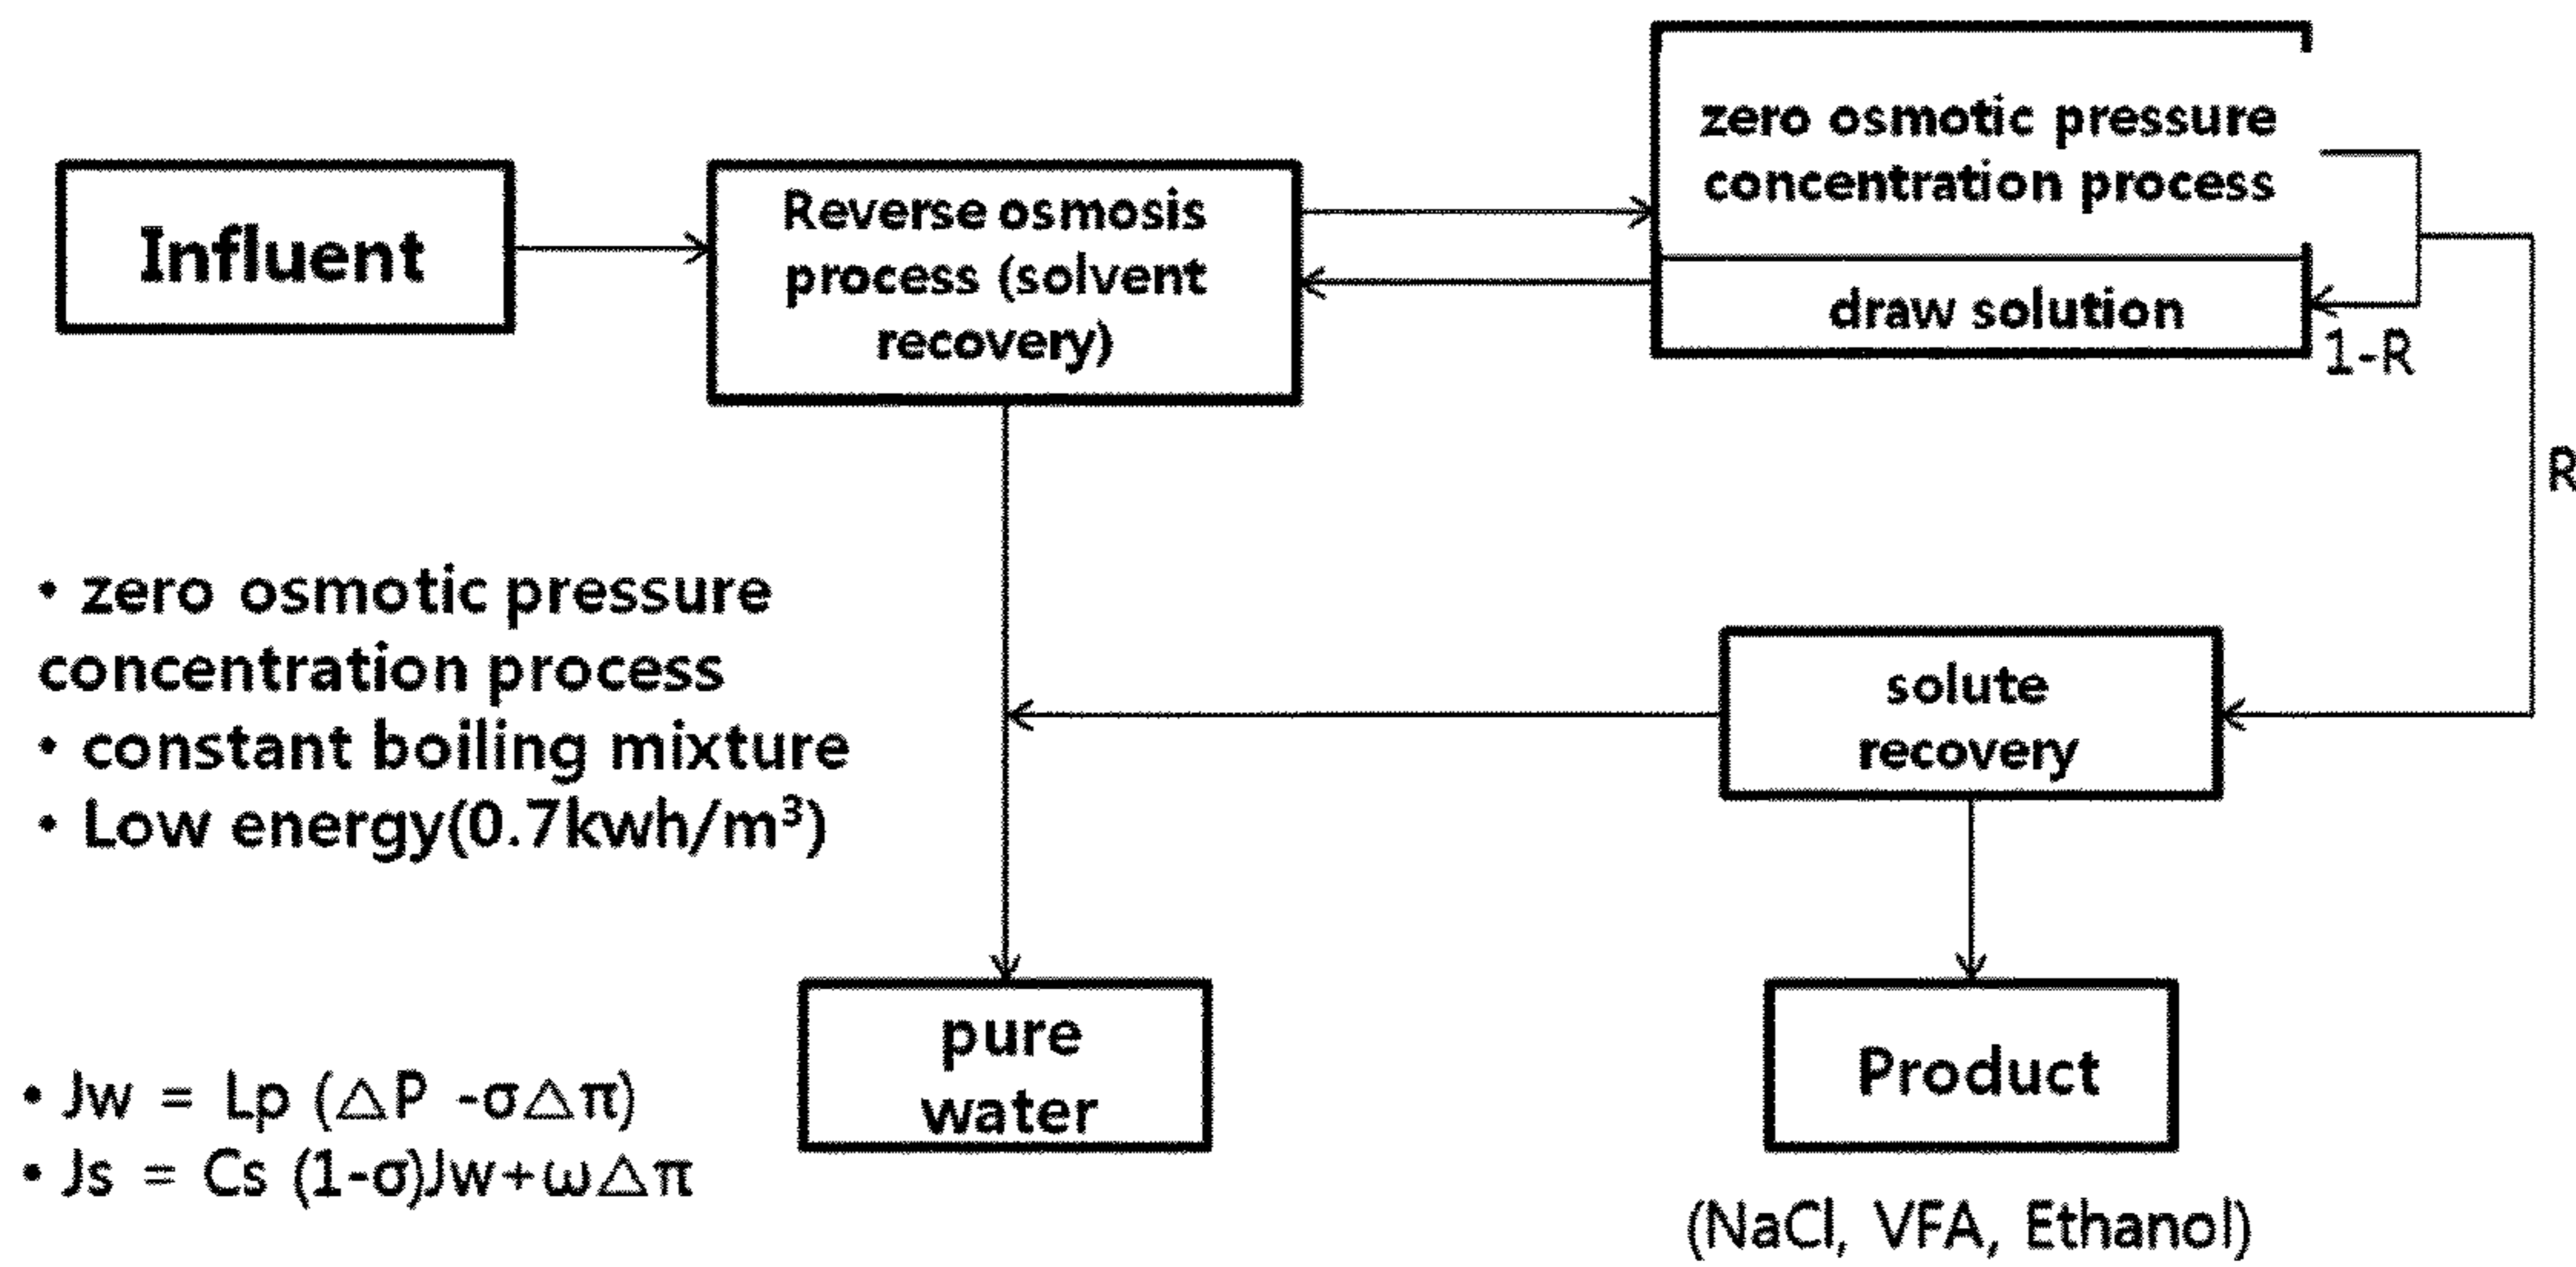 Influent
Reverse osmosis
process (solvent
recovery)
zero osmotic pressure
concentration process
draw solution
1-R
R
• zero osmotic pressure
concentration process
• constant boiling mixture
• Low energy(0.7kwh/m³)
solute
recovery
pure
water
Product
(NaCl, VFA, Ethanol)
• Jw = Lp (△P -σ△π)
• Js = Cs (1-σ)Jw+ω△π